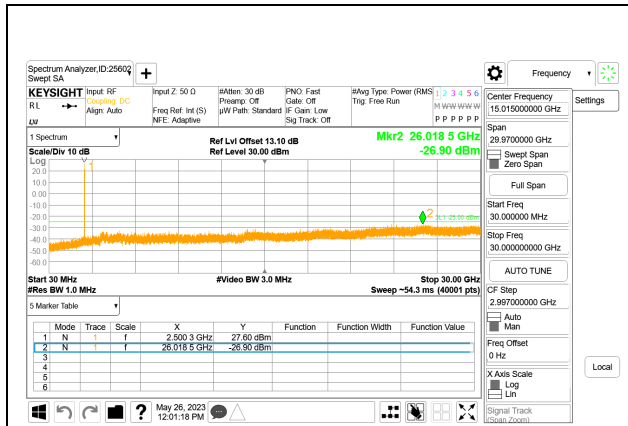 Spectrum Analyzer,ID:25602
Swept SA
Frequency
KEYSIGHT
Input: RF
Input Z: 50 Ω
#Atten: 30 dB
PNO: Fast
#Avg Type: Power (RMS
1 2 3 4 5 6
R L
Coupling: DC
Preamp: Off
Gate: Off
Trig: Free Run
M W W W W W
Align: Auto
Freq Ref: Int (S)
µW Path: Standard
IF Gain: Low
P P P P P P
NFE: Adaptive
Sig Track: Off
LXI
Center Frequency
15.015000000 GHz
Settings
Span
29.9700000 GHz
Swept Span
Zero Span
Full Span
Start Freq
30.000000 MHz
Stop Freq
30.000000000 GHz
AUTO TUNE
CF Step
2.997000000 GHz
Auto
Man
Freq Offset
0 Hz
X Axis Scale
Log
Lin
Signal Track
(Span Zoom)
Local
1 Spectrum
Ref Lvl Offset 13.10 dB
Mkr2 26.018 5 GHz
Scale/Div 10 dB
Ref Level 30.00 dBm
-26.90 dBm
Log
1
20.0
10.0
0.00
-10.0
-20.0
2
DL1 -25.00 dBm
-30.0
-40.0
-50.0
-60.0
Start 30 MHz
#Video BW 3.0 MHz
Stop 30.00 GHz
#Res BW 1.0 MHz
Sweep ~54.3 ms (40001 pts)
5 Marker Table
Mode Trace Scale X Y Function Function Width Function Value
1 N 1 f 2.500 3 GHz 27.60 dBm
2 N 1 f 26.018 5 GHz -26.90 dBm
3
4
5
6
?
May 26, 2023
12:01:18 PM